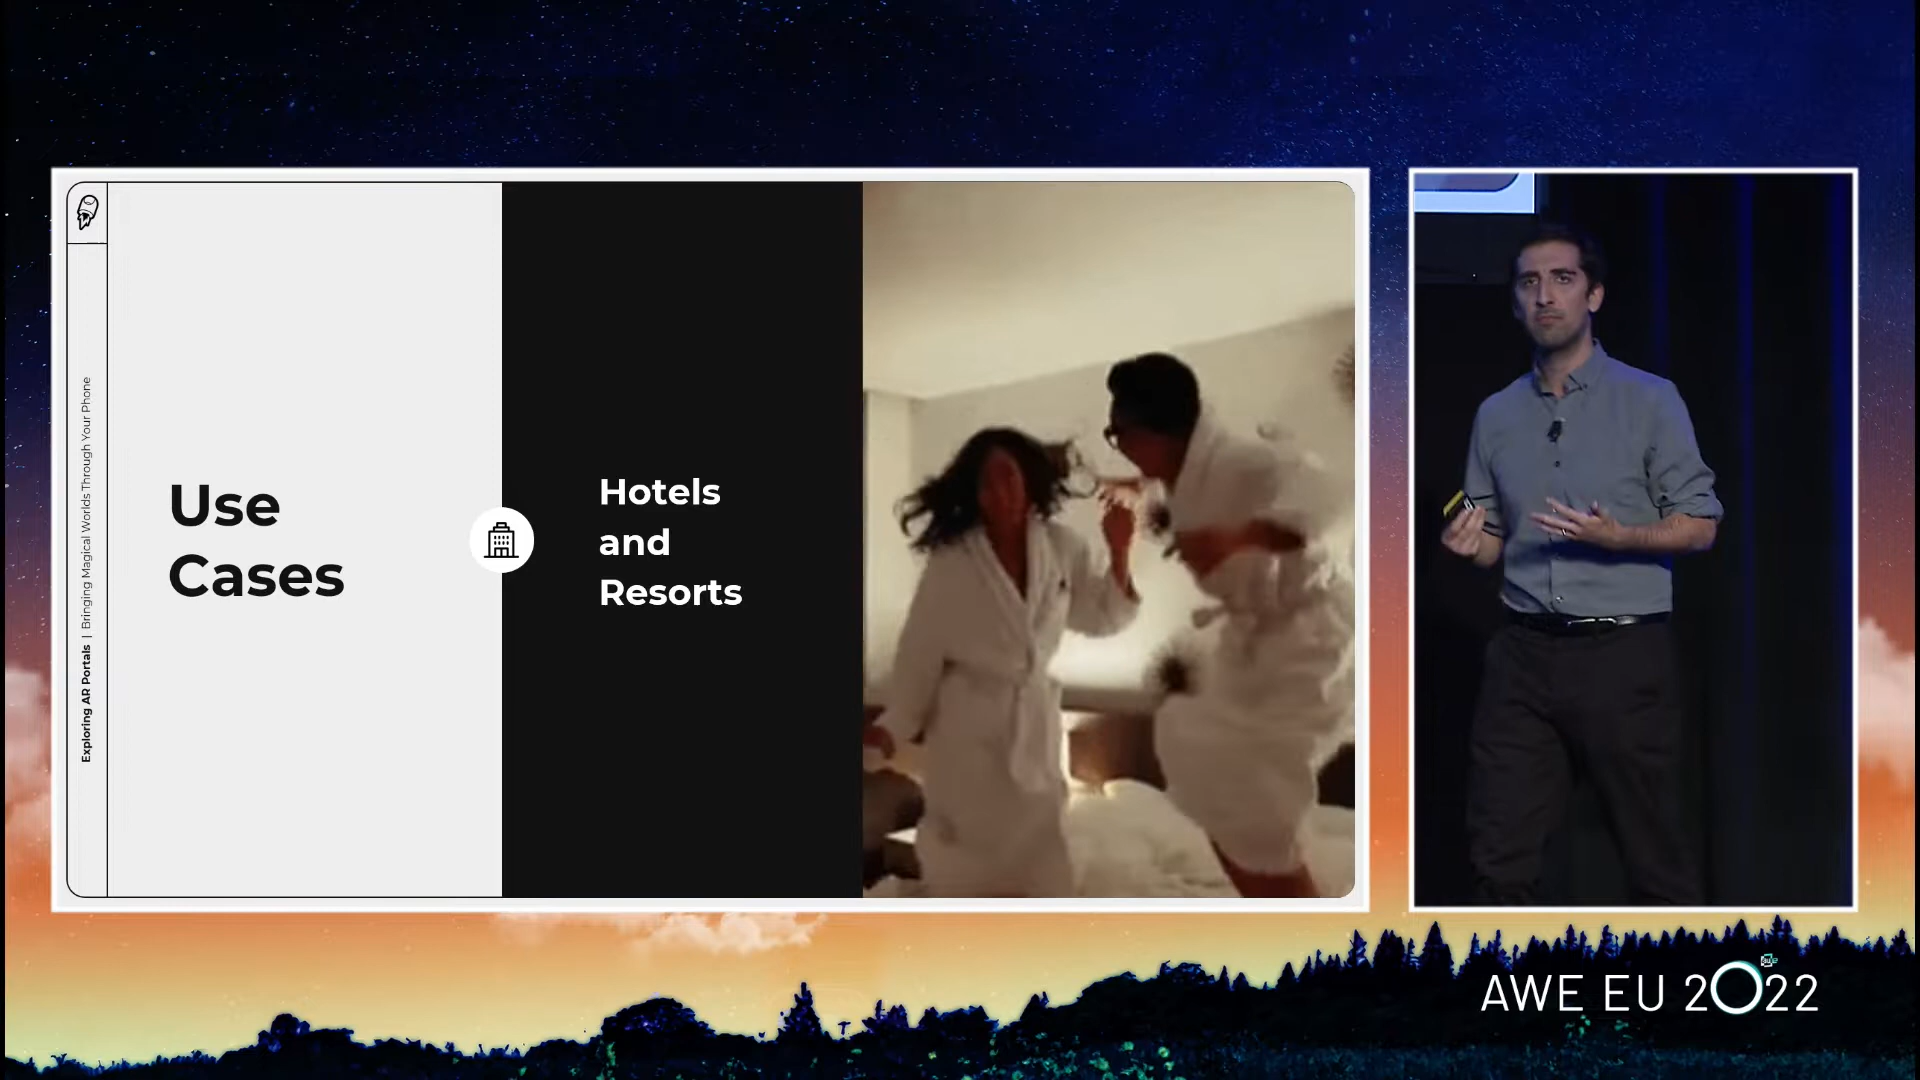 Exploring AR Portals | Bringing Magical Worlds Through Your Phone
Use
Cases
Hotels
and
Resorts
AWE EU 2022